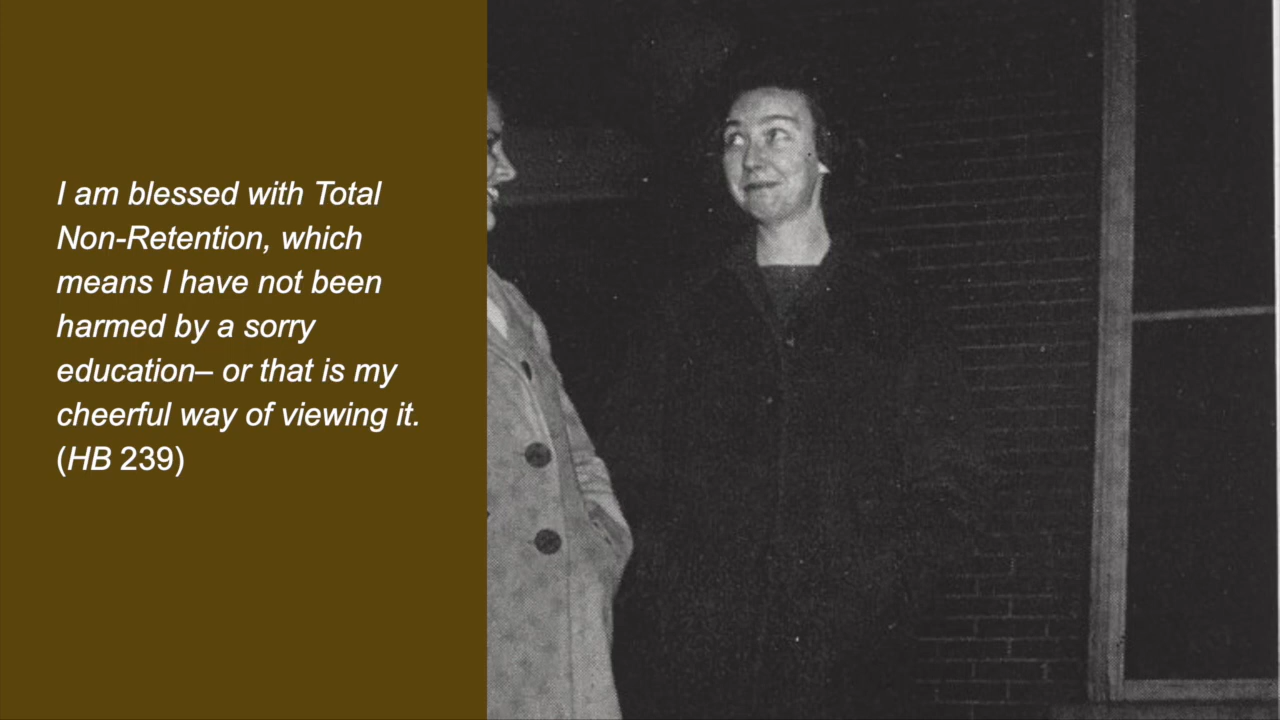 I am blessed with Total
Non-Retention, which
means I have not been
harmed by a sorry
education– or that is my
cheerful way of viewing it.
(HB 239)